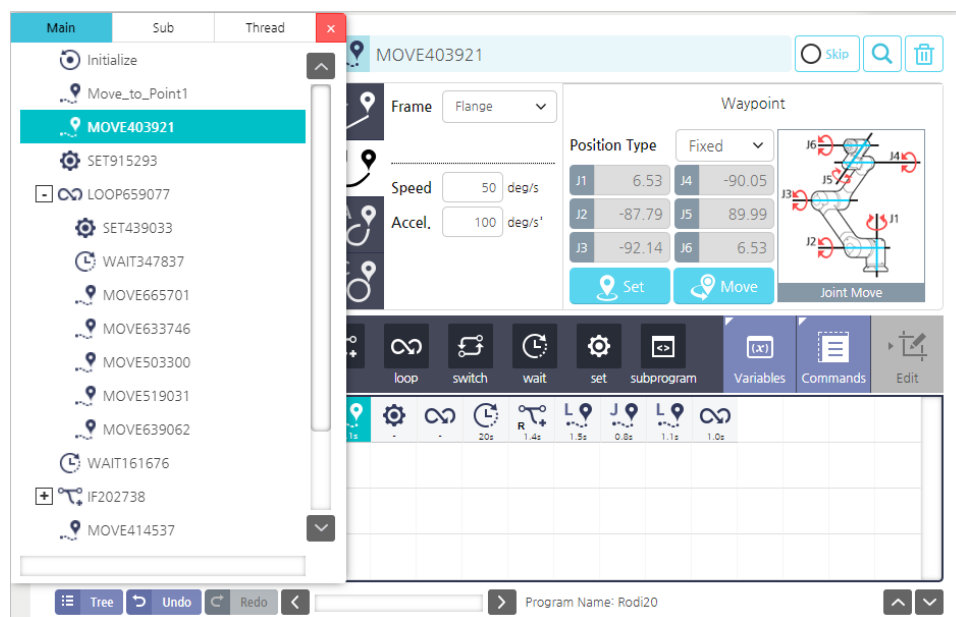 Main Sub Thread
Initialize
Move_to_Point1
MOVE403921
SET915293
LOOP659077
SET439033
WAIT347837
MOVE665701
MOVE633746
MOVE503300
MOVE519031
MOVE639062
WAIT161676
IF202738
MOVE414537
MOVE403921
Skip
Frame Flange
Speed 50 deg/s
Accel. 100 deg/s'
Waypoint
Position Type Fixed
J1 6.53 J4 -90.05
J2 -87.79 J5 89.99
J3 -92.14 J6 6.53
Set Move
J6
J4
J5
J3
J1
J2
Joint Move
loop switch wait set subprogram (x) Variables Commands Edit
L J L
R
- - 20s 1.4s 1.5s 0.8s 1.1s 1.0s
Tree Undo Redo Program Name: Rodi20